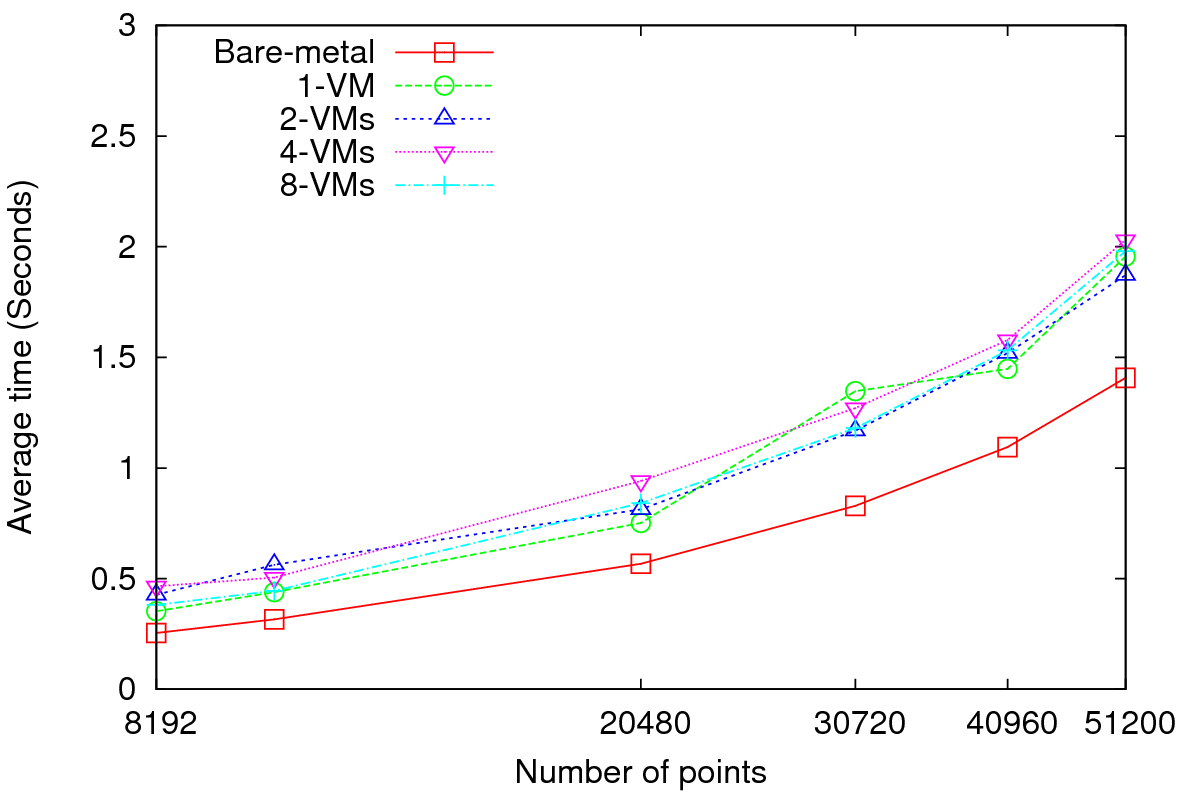 3
2.5
2
1.5
1
0.5
0
Average time (Seconds)
Bare-metal
1-VM
2-VMs
4-VMs
8-VMs
8192 20480 30720 40960 51200
Number of points